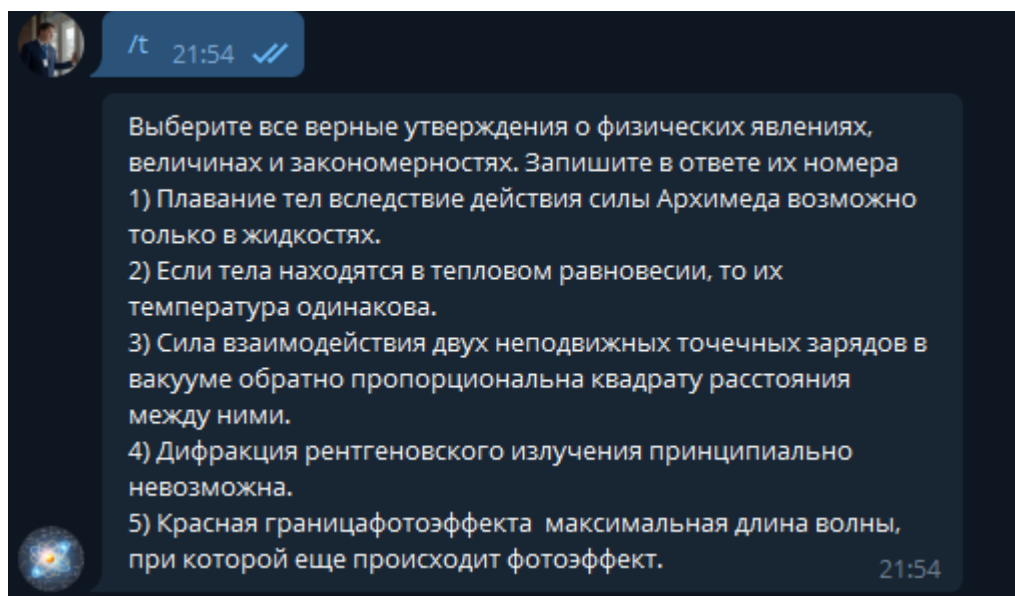 /t 21:54
Выберите все верные утверждения о физических явлениях,
величинах и закономерностях. Запишите в ответе их номера
1) Плавание тел вследствие действия силы Архимеда возможно
только в жидкостях.
2) Если тела находятся в тепловом равновесии, то их
температура одинакова.
3) Сила взаимодействия двух неподвижных точечных зарядов в
вакууме обратно пропорциональна квадрату расстояния
между ними.
4) Дифракция рентгеновского излучения принципиально
невозможна.
5) Красная границафотоэффекта  максимальная длина волны,
при которой еще происходит фотоэффект.
21:54